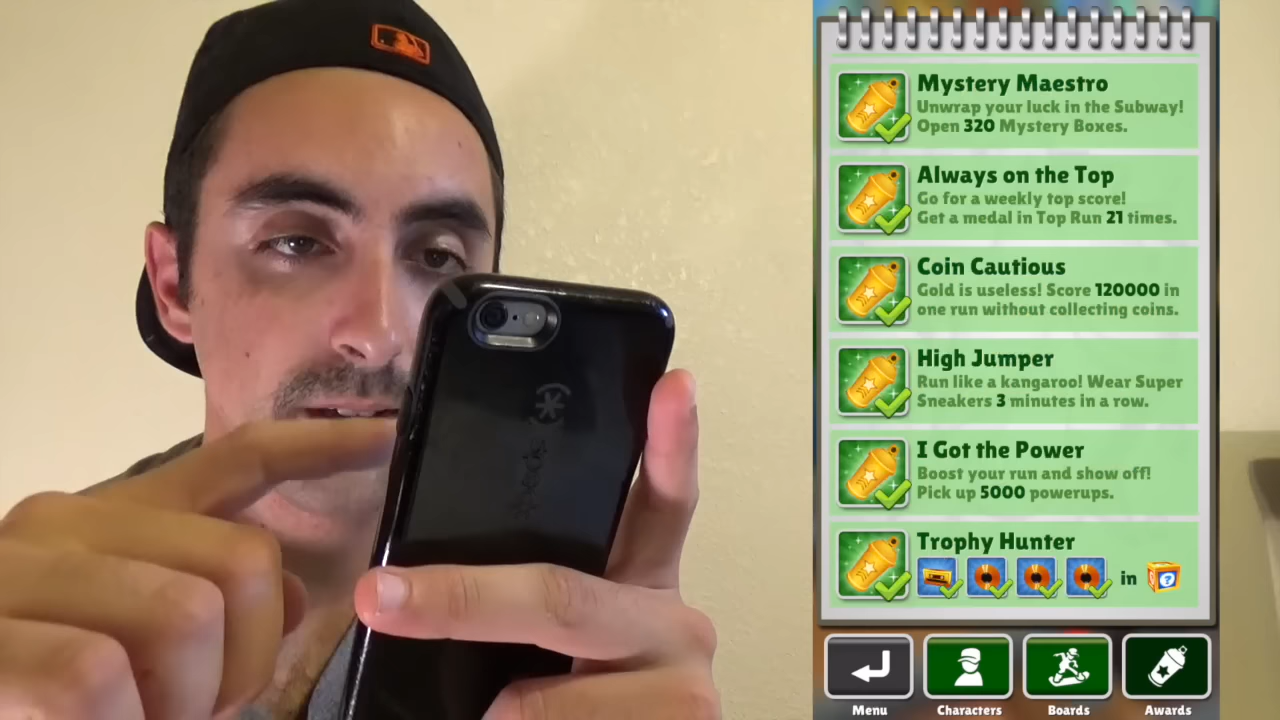 speck
Mystery Maestro
Unwrap your luck in the Subway!
Open 320 Mystery Boxes.
Always on the Top
Go for a weekly top score!
Get a medal in Top Run 21 times.
Coin Cautious
Gold is useless! Score 120000 in
one run without collecting coins.
High Jumper
Run like a kangaroo! Wear Super
Sneakers 3 minutes in a row.
I Got the Power
Boost your run and show off!
Pick up 5000 powerups.
Trophy Hunter
in ?
Menu
Characters
Boards
Awards